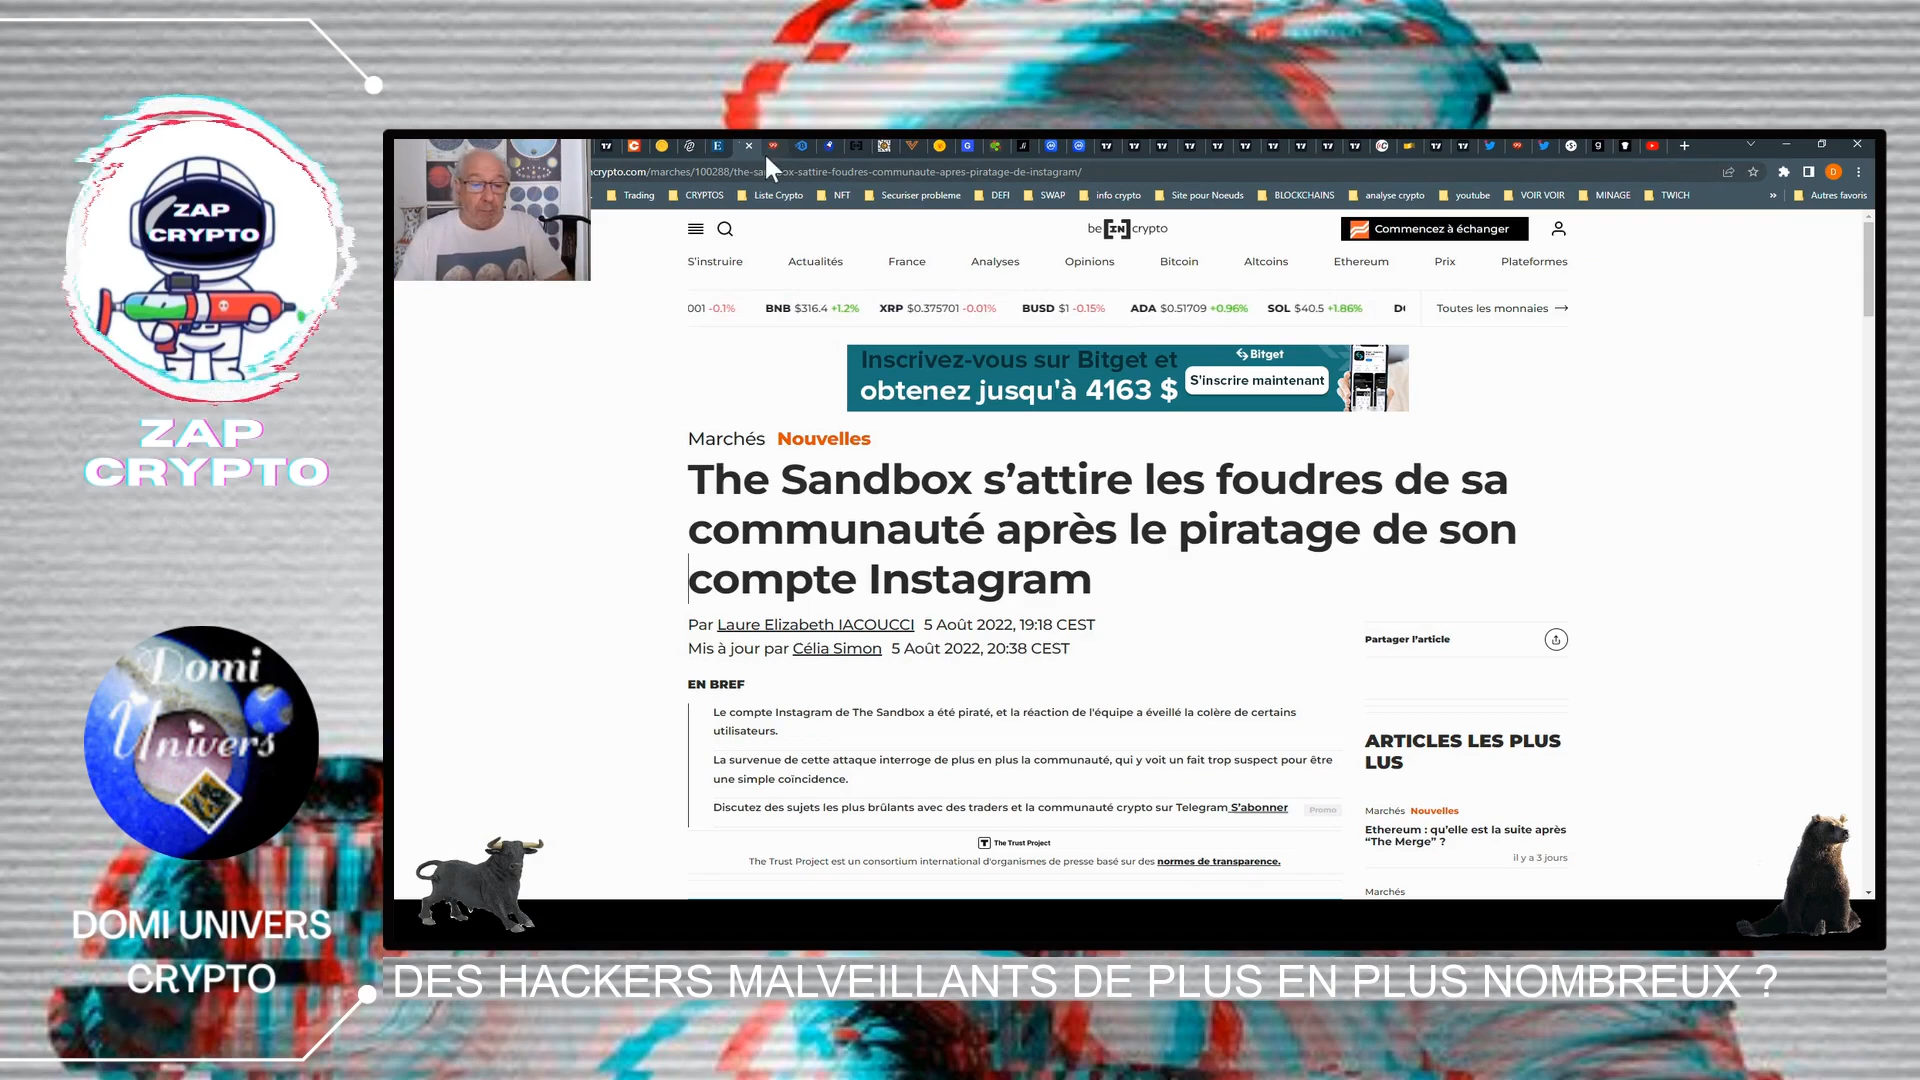 ZAP
CRYPTO
ZAP
CRYPTO
Domi
Univers
DOMI UNIVERS
CRYPTO
ncrypto.com/marches/100288/the-sandbox-sattire-foudres-communaute-apres-piratage-de-instagram/
Trading CRYPTOS Liste Crypto NFT Securiser probleme DEFI SWAP info crypto Site pour Noeuds BLOCKCHAINS analyse crypto youtube VOIR VOIR MINAGE TWICH » Autres favoris
be[IN]crypto
Commencez à échanger
S'instruire Actualités France Analyses Opinions Bitcoin Altcoins Ethereum Prix Plateformes
001 -0.1% BNB $316.4 +1.2% XRP $0.375701 -0.01% BUSD $1 -0.15% ADA $0.51709 +0.96% SOL $40.5 +1.86% Toutes les monnaies →
Inscrivez-vous sur Bitget et
obtenez jusqu'à 4163 $
Bitget
S'inscrire maintenant
Marchés Nouvelles
The Sandbox s’attire les foudres de sa
communauté après le piratage de son
compte Instagram
Par Laure Elizabeth IACOUCCI 5 Août 2022, 19:18 CEST
Mis à jour par Célia Simon 5 Août 2022, 20:38 CEST
Partager l’article
EN BREF
Le compte Instagram de The Sandbox a été piraté, et la réaction de l'équipe a éveillé la colère de certains
utilisateurs.
La survenue de cette attaque interroge de plus en plus la communauté, qui y voit un fait trop suspect pour être
une simple coïncidence.
Discutez des sujets les plus brûlants avec des traders et la communauté crypto sur Telegram S’abonner Promo
The Trust Project
The Trust Project est un consortium international d'organismes de presse basé sur des normes de transparence.
ARTICLES LES PLUS
LUS
Marchés Nouvelles
Ethereum : qu’elle est la suite après
“The Merge” ?
il y a 3 jours
Marchés
DES HACKERS MALVEILLANTS DE PLUS EN PLUS NOMBREUX ?